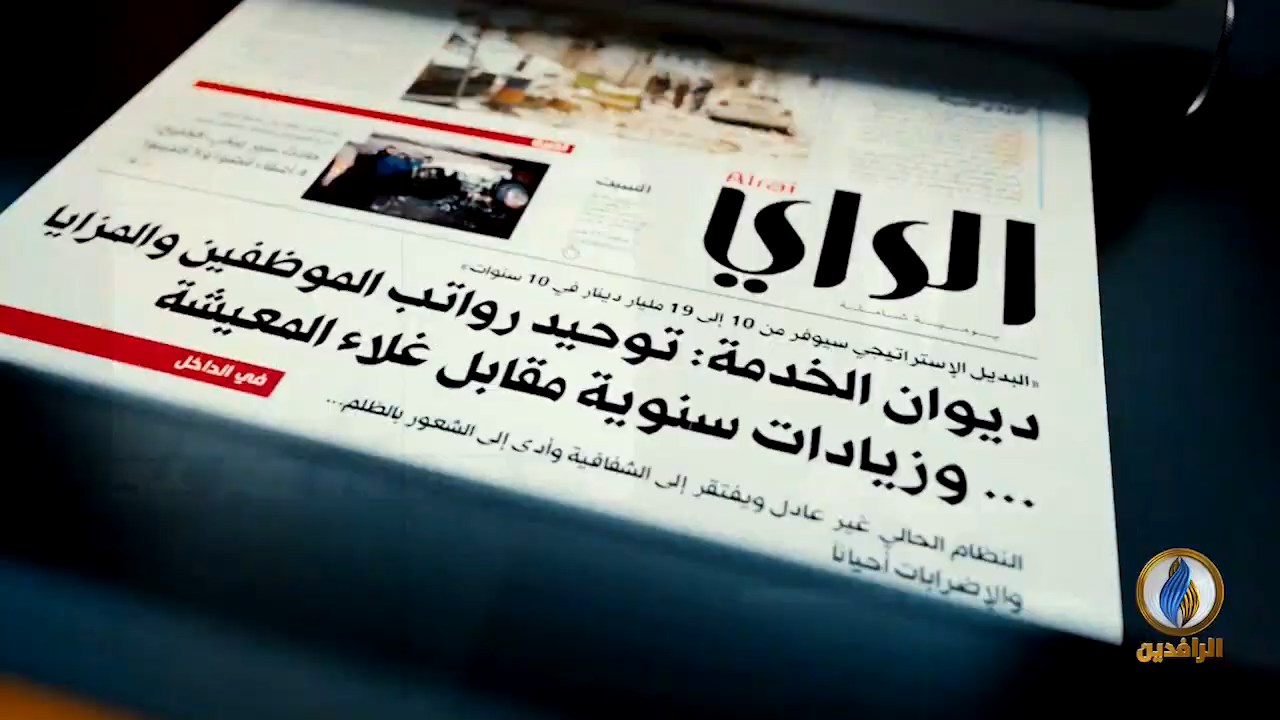 Alrai
الراي
يومية شاملة
السبت
«البديل الإستراتيجي سيوفر من 10 إلى 19 مليار دينار في 10 سنوات»
ديوان الخدمة: توحيد رواتب الموظفين والمزايا
... وزيادات سنوية مقابل غلاء المعيشة
في الداخل
النظام الحالي غير عادل ويفتقر إلى الشفافية وأدى إلى الشعور بالظلم...
والإضرابات أحياناً
الرافدين